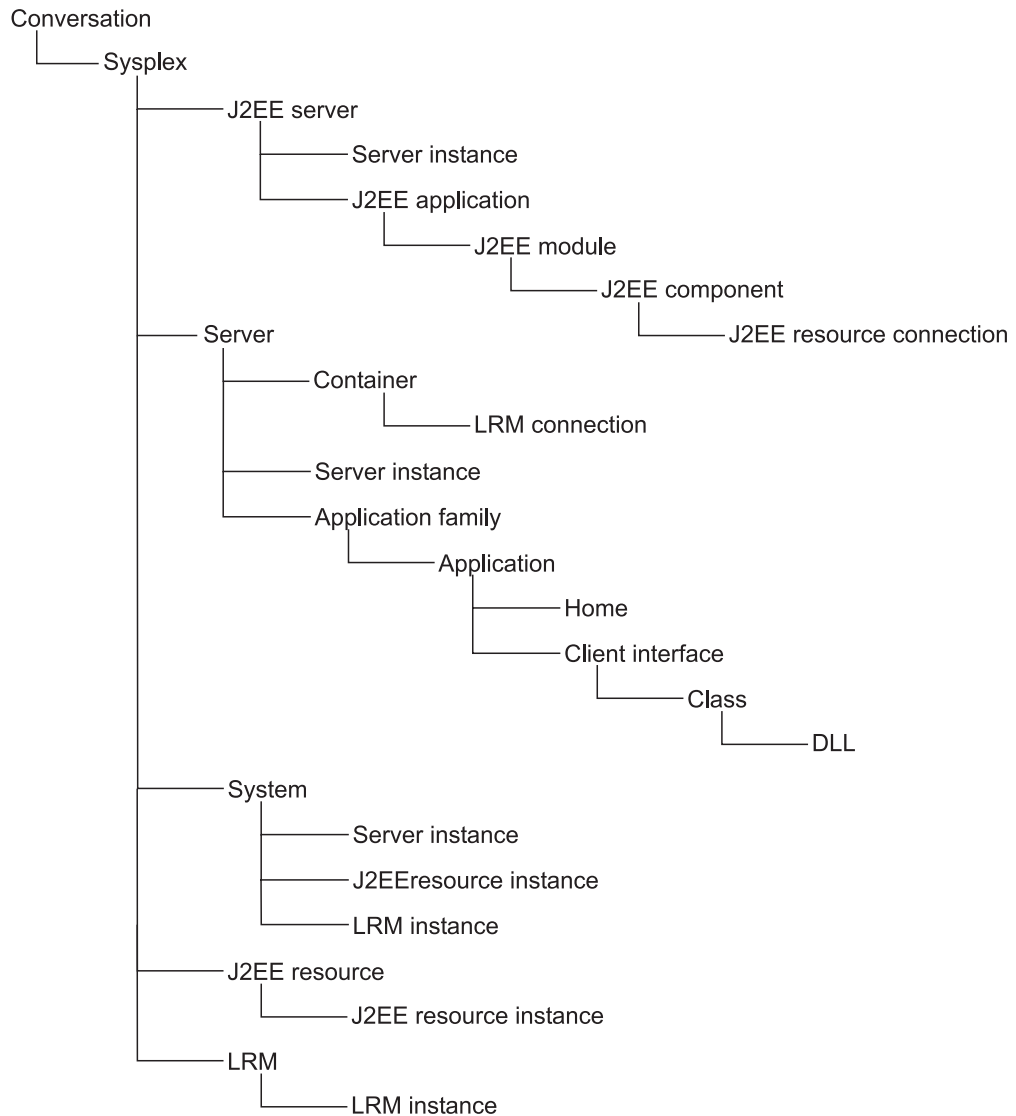 Conversation
Sysplex
J2EE server
Server instance
J2EE application
J2EE module
J2EE component
J2EE resource connection
Server
Container
LRM connection
Server instance
Application family
Application
Home
Client interface
Class
DLL
System
Server instance
J2EEresource instance
LRM instance
J2EE resource
J2EE resource instance
LRM
LRM instance